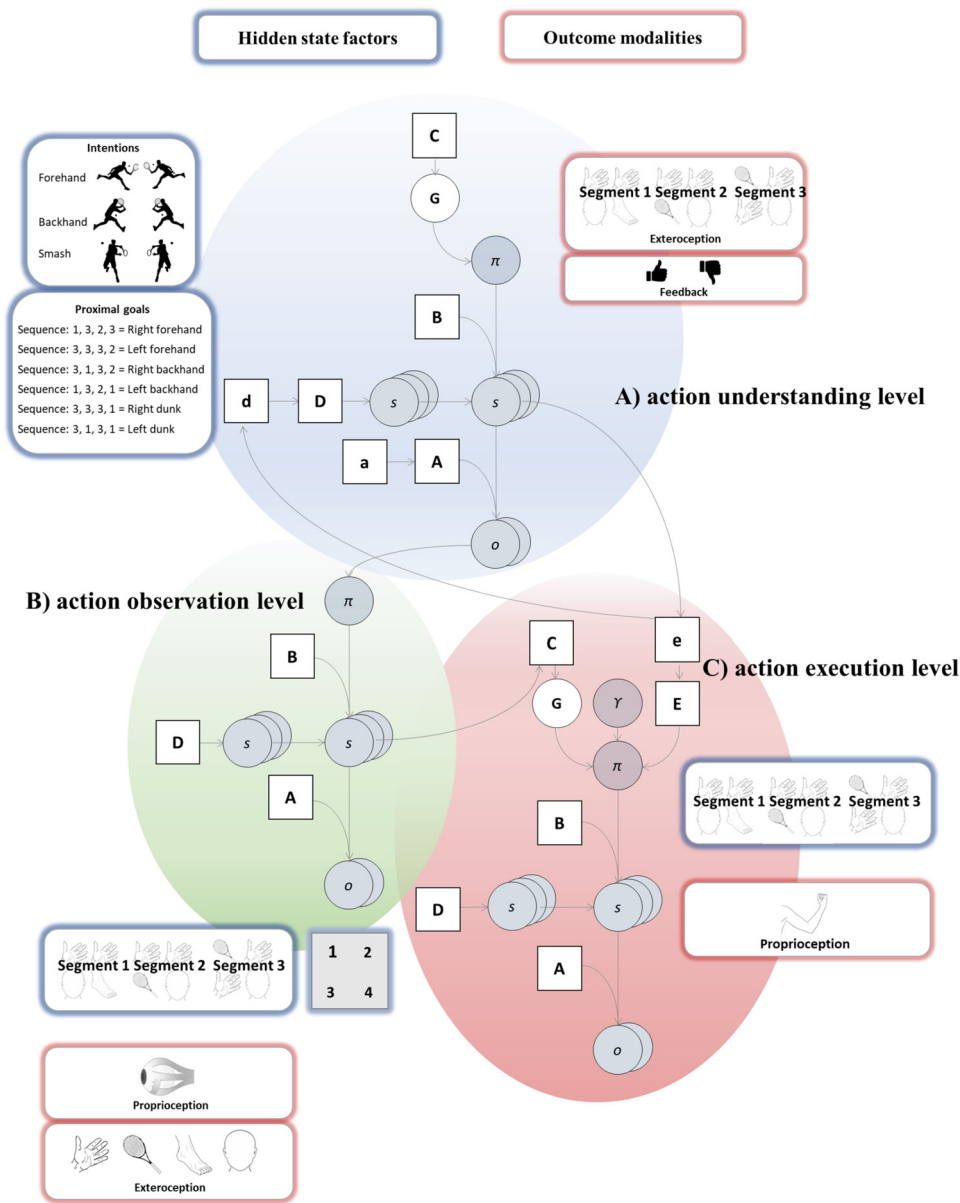 Hidden state factors
Outcome modalities
Intentions
Forehand
Backhand
Smash
Proximal goals
Sequence: 1, 3, 2, 3 = Right forehand
Sequence: 3, 3, 3, 2 = Left forehand
Sequence: 3, 1, 3, 2 = Right backhand
Sequence: 1, 3, 2, 1 = Left backhand
Sequence: 3, 3, 3, 1 = Right dunk
Sequence: 3, 1, 3, 1 = Left dunk
C
G
π
B
d
D
s
s
a
A
o
Segment 1 Segment 2 Segment 3
Exteroception
Feedback
A) action understanding level
B) action observation level
π
B
D
s
s
A
o
Segment 1 Segment 2 Segment 3
1 2
3 4
Proprioception
Exteroception
C) action execution level
C
e
G
γ
E
π
B
D
s
s
A
o
Segment 1 Segment 2 Segment 3
Proprioception